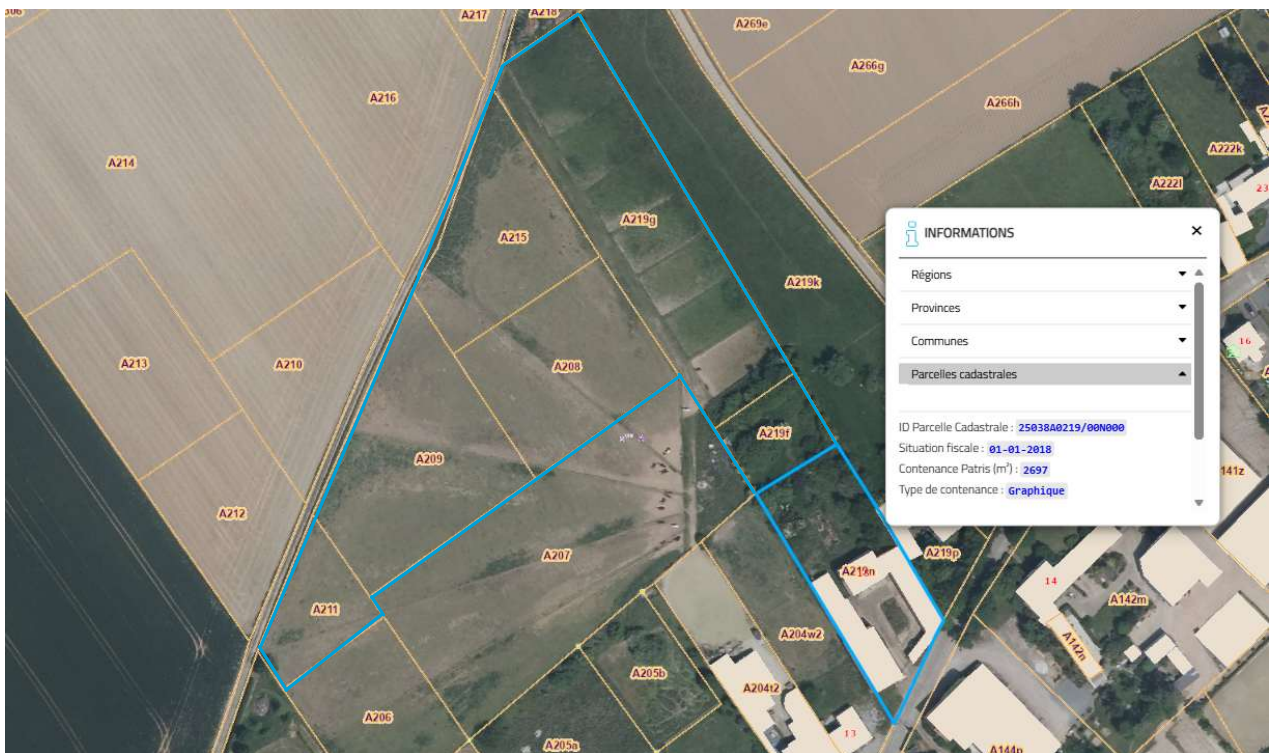 A217
A218
A269e
A266g
A216
A266h
A214
A222k
A222l
23
A219g
A215
INFORMATIONS
Régions
A219k
Provinces
Communes
16
A213
A210
A208
Parcelles cadastrales
A219f
ID Parcelle Cadastrale : 25038A0219/00N000
A209
Situation fiscale : 01-01-2018
Contenance Patris (m²) : 2697
141z
Type de contenance : Graphique
A212
A207
A219p
A219n
14
A211
A142m
A204w2
A142n
A205b
A204t2
A206
13
A205a
A144p